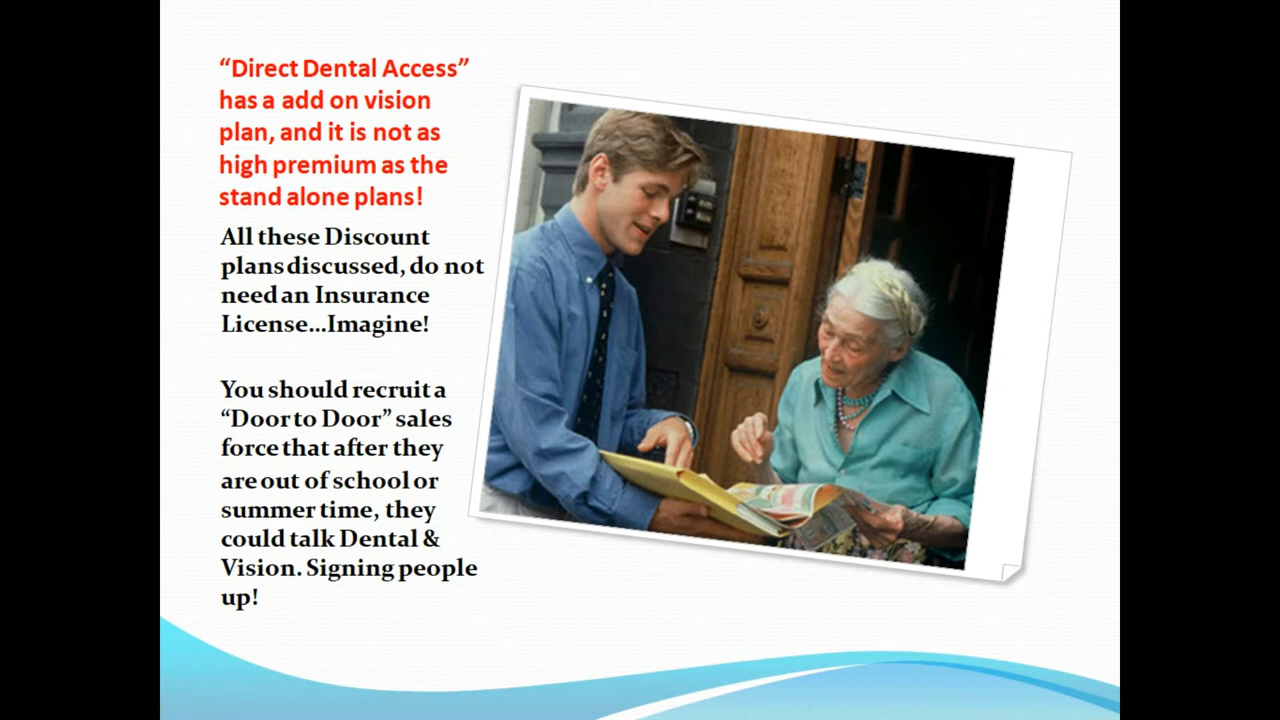 “Direct Dental Access”
has a add on vision
plan, and it is not as
high premium as the
stand alone plans!
All these Discount
plans discussed, do not
need an Insurance
License...Imagine!
You should recruit a
“Door to Door” sales
force that after they
are out of school or
summer time, they
could talk Dental &
Vision. Signing people
up!